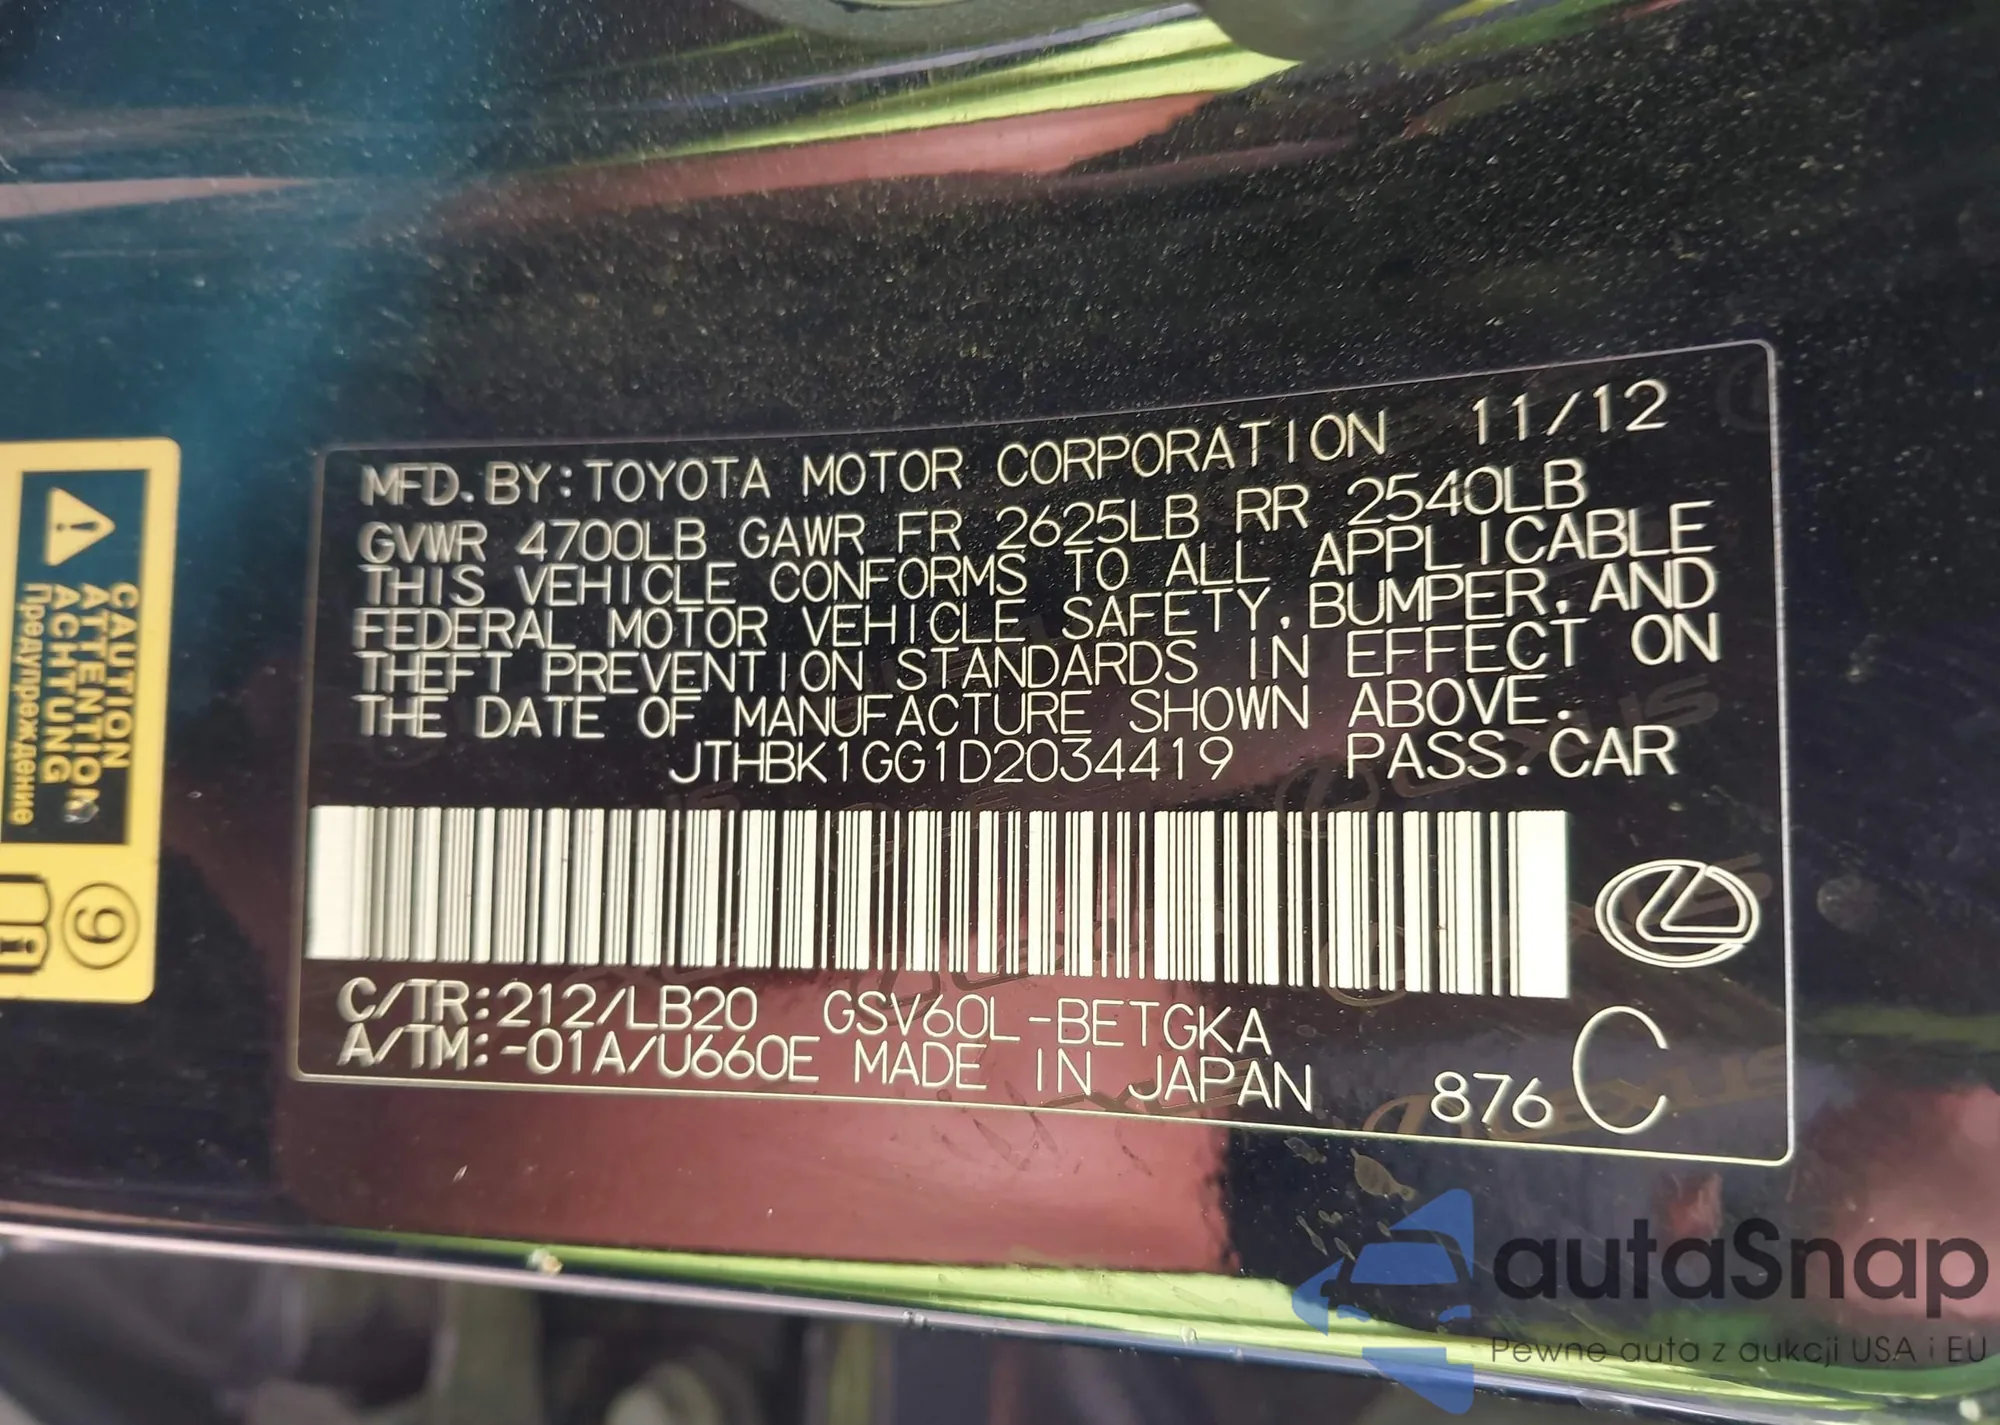 MFD. BY: TOYOTA MOTOR CORPORATION 11/12
GVWR 4700LB GAWR FR 2625LB RR 2540LB
THIS VEHICLE CONFORMS TO ALL APPLICABLE
FEDERAL MOTOR VEHICLE SAFETY, BUMPER, AND
THEFT PREVENTION STANDARDS IN EFFECT ON
THE DATE OF MANUFACTURE SHOWN ABOVE.
JTHBK1GG1D2034419 PASS. CAR
C/TR: 212/LB20 GSV60L-BETGKA
A/TM: -01A/U660E MADE IN JAPAN 876 C
CAUTION
ATTENTION
ACHTUNG
Предупреждение
9
autaSnap
Pewne auta z aukcji USA i EU